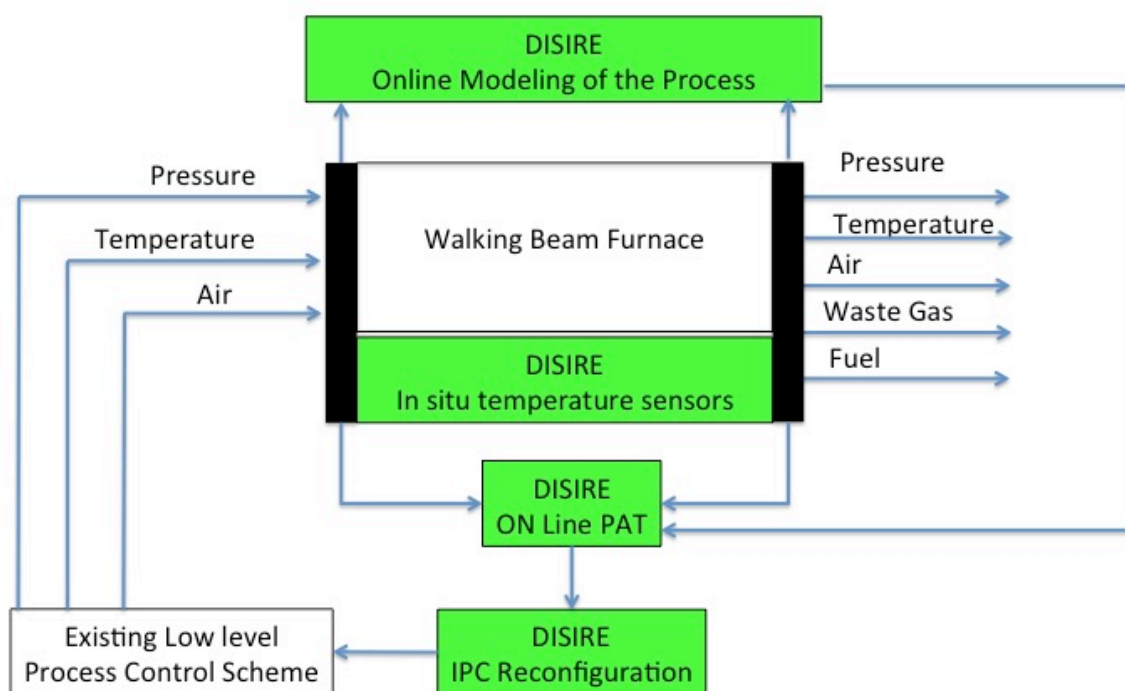 DISIRE
Online Modeling of the Process
Pressure
Temperature
Air
Walking Beam Furnace
Pressure
Temperature
Air
Waste Gas
Fuel
DISIRE
In situ temperature sensors
DISIRE
ON Line PAT
Existing Low level
Process Control Scheme
DISIRE
IPC Reconfiguration